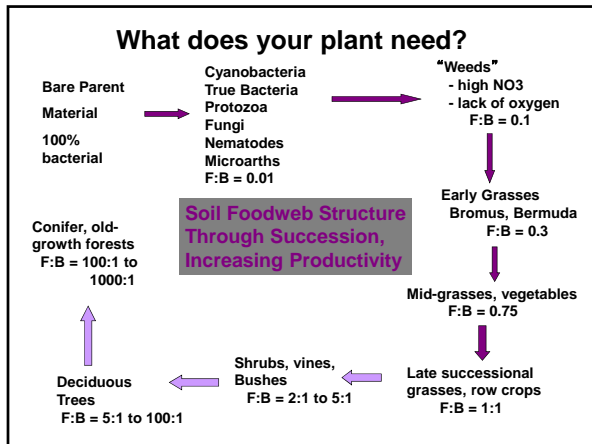 What does your plant need?
Bare Parent
Material
100%
bacterial
Cyanobacteria
True Bacteria
Protozoa
Fungi
Nematodes
Microarths
F:B = 0.01
“Weeds”
- high NO3
- lack of oxygen
F:B = 0.1
Early Grasses
Bromus, Bermuda
F:B = 0.3
Mid-grasses, vegetables
F:B = 0.75
Late successional
grasses, row crops
F:B = 1:1
Shrubs, vines,
Bushes
F:B = 2:1 to 5:1
Deciduous
Trees
F:B = 5:1 to 100:1
Conifer, old-
growth forests
F:B = 100:1 to
1000:1
Soil Foodweb Structure
Through Succession,
Increasing Productivity